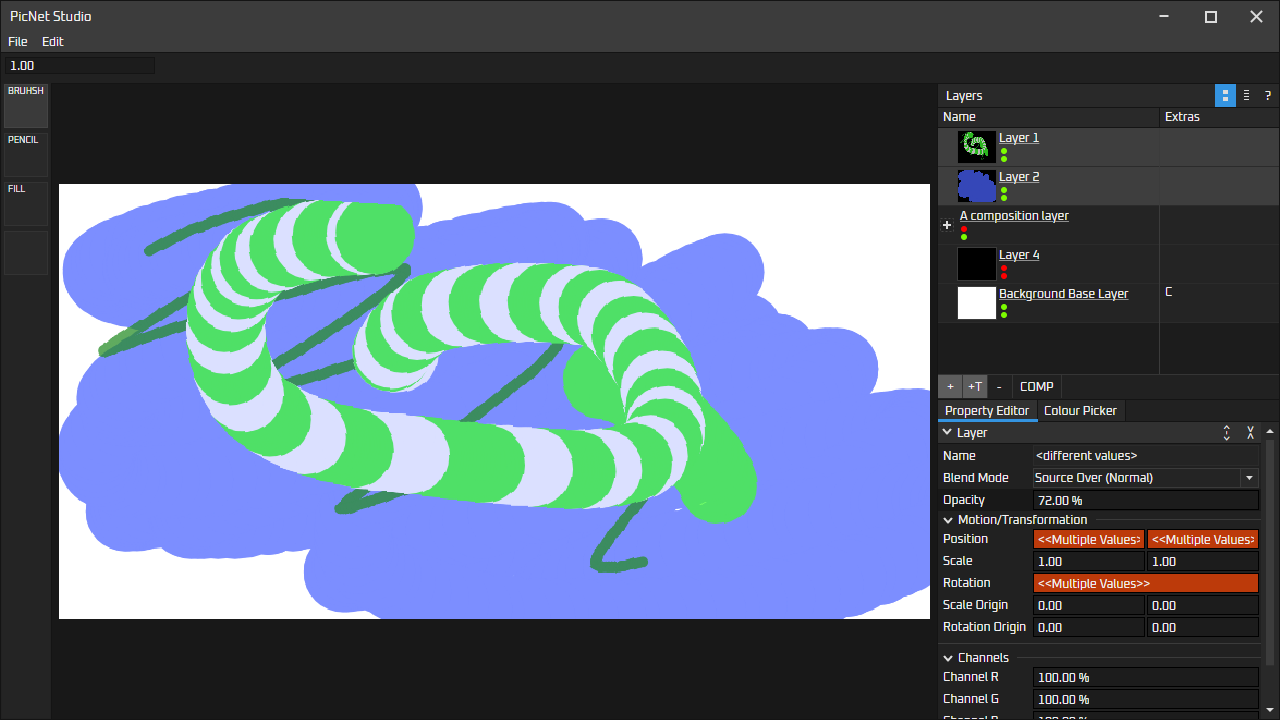 PicNet Studio
File Edit
1.00
BRUHSH
PENCIL
FILL
Layers ?
Name Extras
Layer 1
Layer 2
+ A composition layer
Layer 4
Background Base Layer C
+ +T - COMP
Property Editor Colour Picker
Layer
Name <different values>
Blend Mode Source Over (Normal)
Opacity 72.00 %
Motion/Transformation
Position <<Multiple Values> <<Multiple Values>
Scale 1.00 1.00
Rotation <<Multiple Values>>
Scale Origin 0.00 0.00
Rotation Origin 0.00 0.00
Channels
Channel R 100.00 %
Channel G 100.00 %